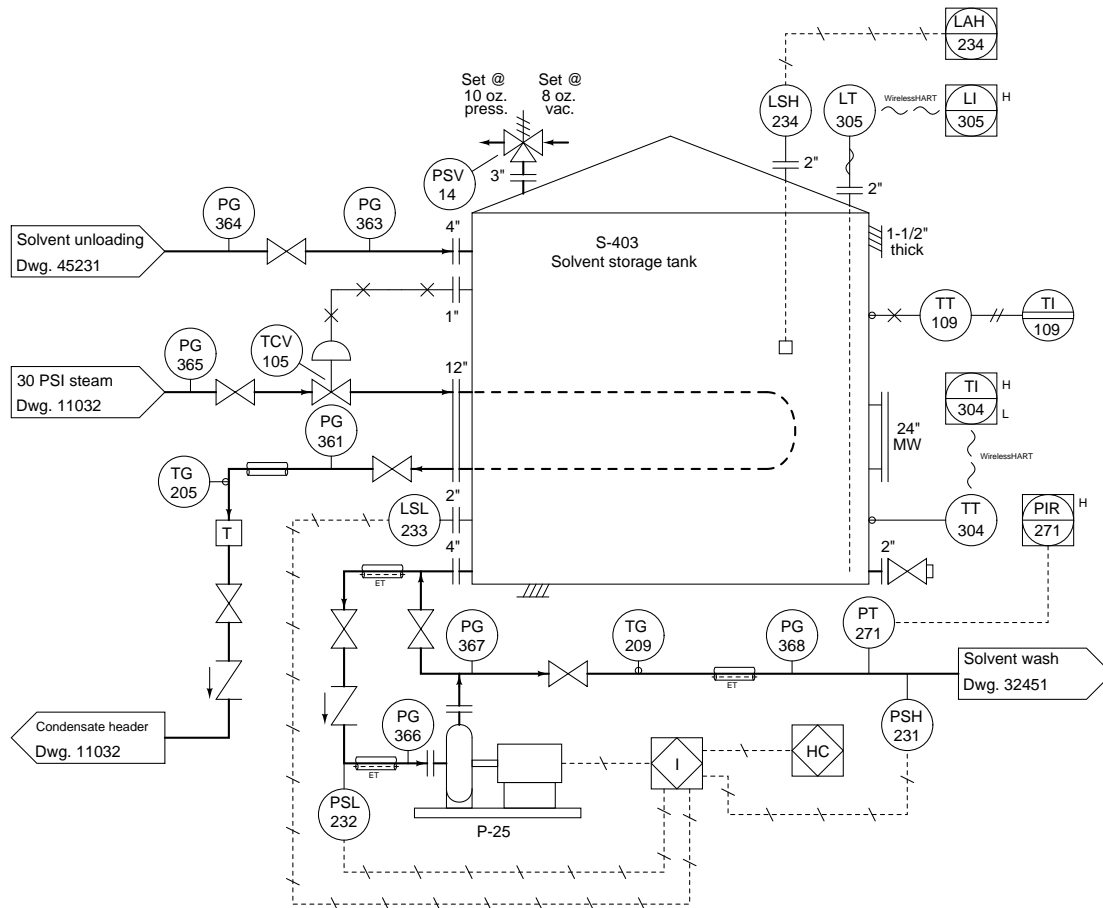 LAH
234
Set @
10 oz.
press.
Set @
8 oz.
vac.
LSH
234
LT
305
WirelessHART
LI
305
H
2"
2"
PSV
14
3"
PG
364
PG
363
4"
Solvent unloading
Dwg. 45231
S-403
Solvent storage tank
1-1/2"
thick
1"
TT
109
TI
109
PG
365
TCV
105
12"
30 PSI steam
Dwg. 11032
TI
304
H
L
PG
361
24"
MW
WirelessHART
TG
205
2"
LSL
233
TT
304
PIR
271
H
T
4"
2"
ET
PG
367
TG
209
PG
368
PT
271
ET
Solvent wash
Dwg. 32451
Condensate header
Dwg. 11032
PG
366
PSH
231
ET
I
HC
PSL
232
P-25